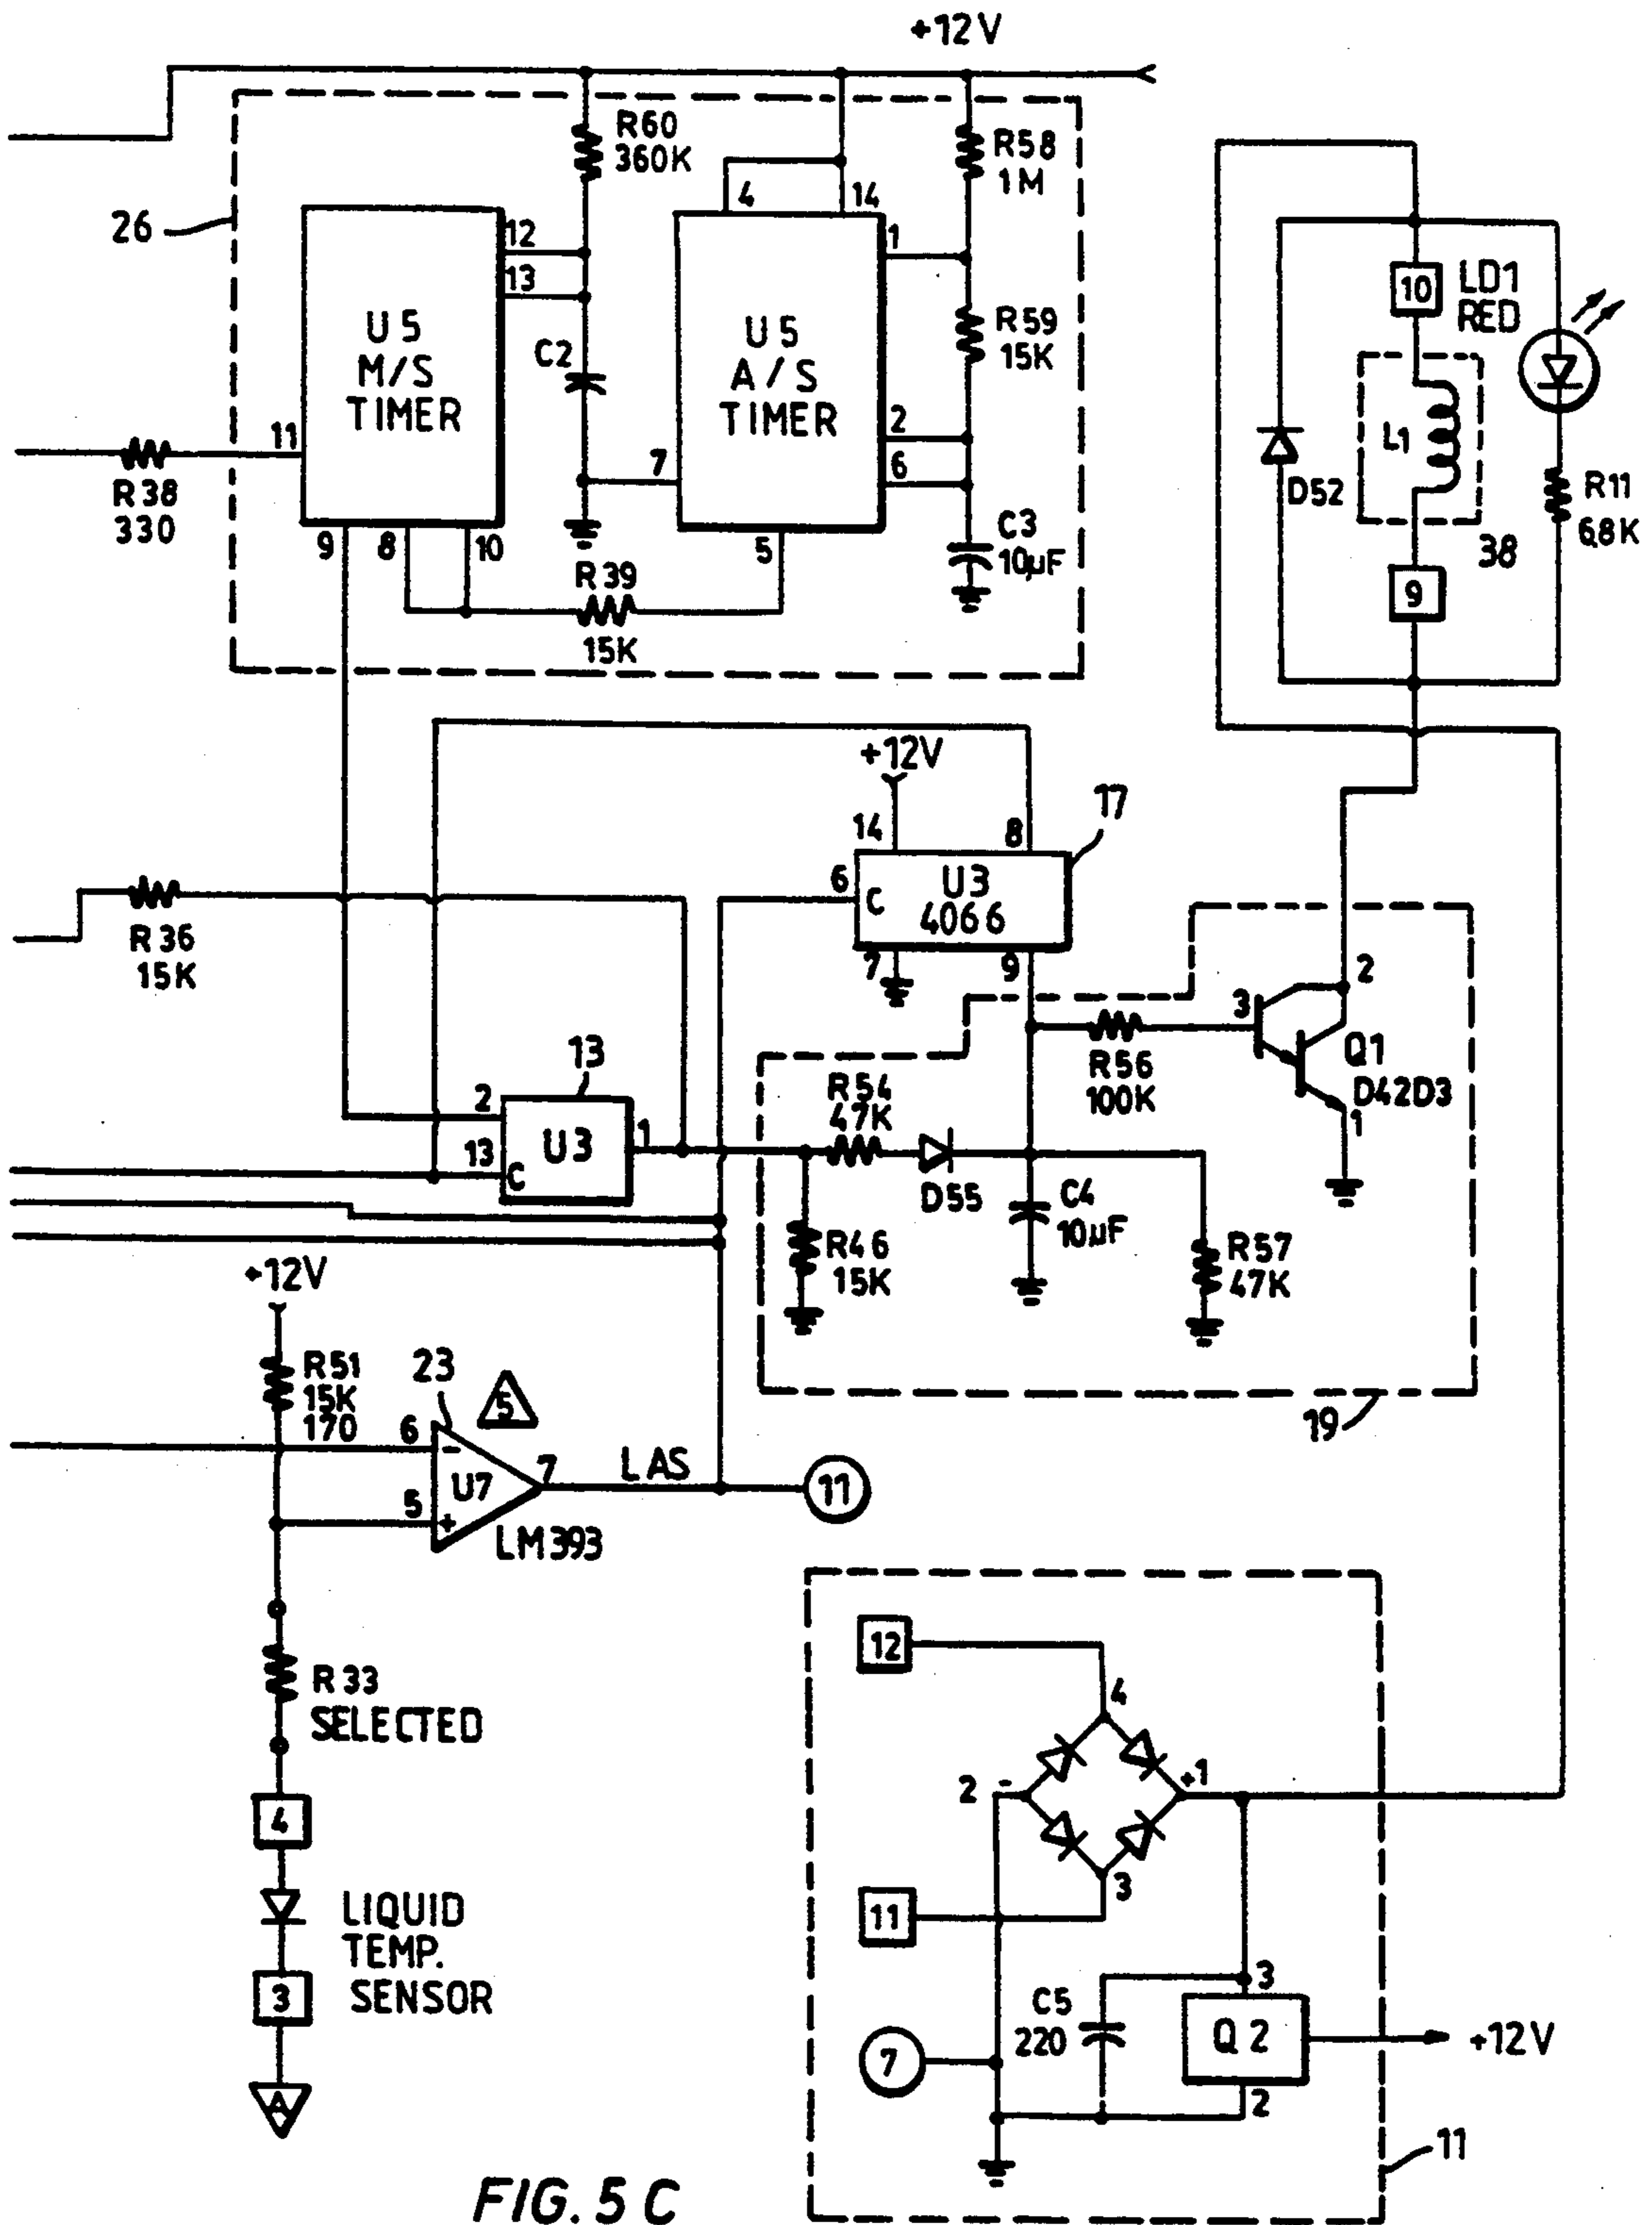 +12V
R60
360K
R58
1M
4
14
26
12
13
1
10
LD1
RED
U5
M/S
TIMER
C2
U5
A/S
TIMER
R59
15K
L1
11
2
7
6
D52
R11
68K
R38
330
9
8
10
5
C3
10µF
38
R39
15K
9
+12V
17
14
8
6
C
U3
4066
R36
15K
7
9
2
3
13
R56
100K
Q1
D42D3
R54
47K
2
1
1
U3
13
C
D55
C4
10µF
R46
15K
R57
47K
+12V
R51
15K
170
23
5
19
6
-
U7
7
LAS
11
5
+
LM393
12
R33
SELECTED
4
2
-
+1
4
3
11
LIQUID
TEMP.
SENSOR
3
3
C5
220
Q2
+12V
7
A
2
11
FIG. 5 C